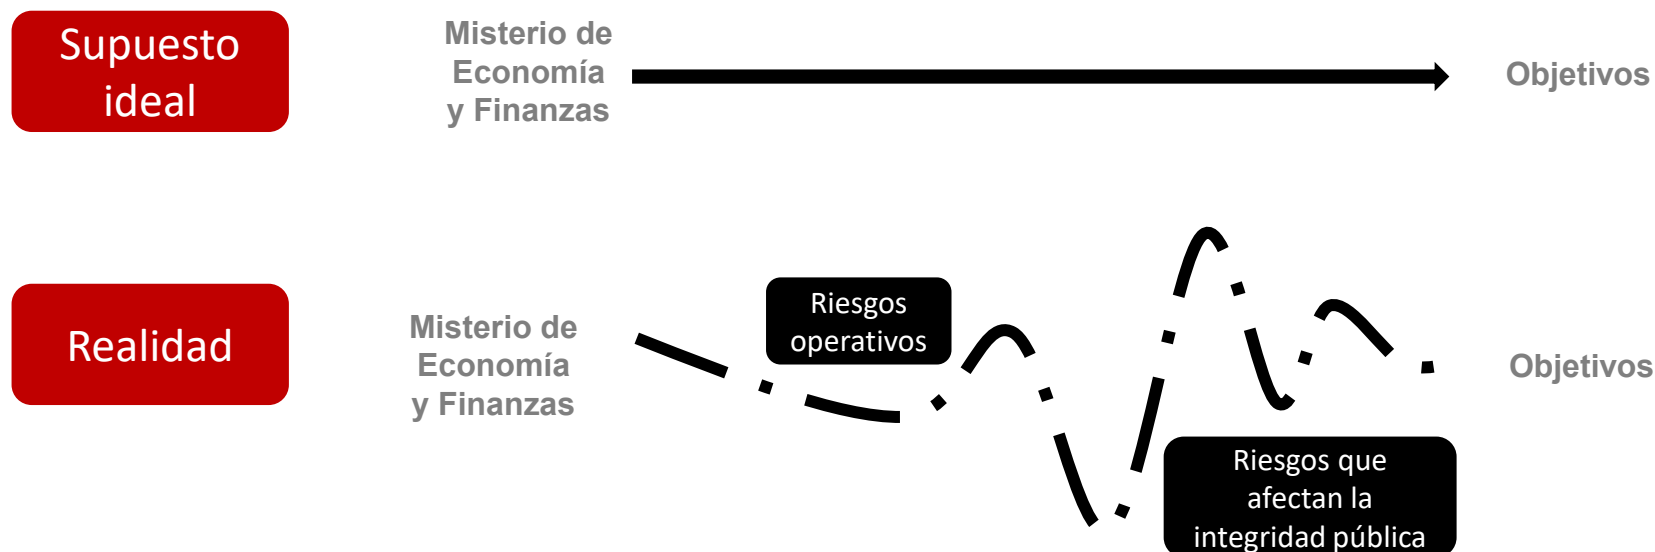 Supuesto
ideal
Misterio de
Economía
y Finanzas
Objetivos
Realidad
Misterio de
Economía
y Finanzas
Riesgos
operativos
Objetivos
Riesgos que
afectan la
integridad pública